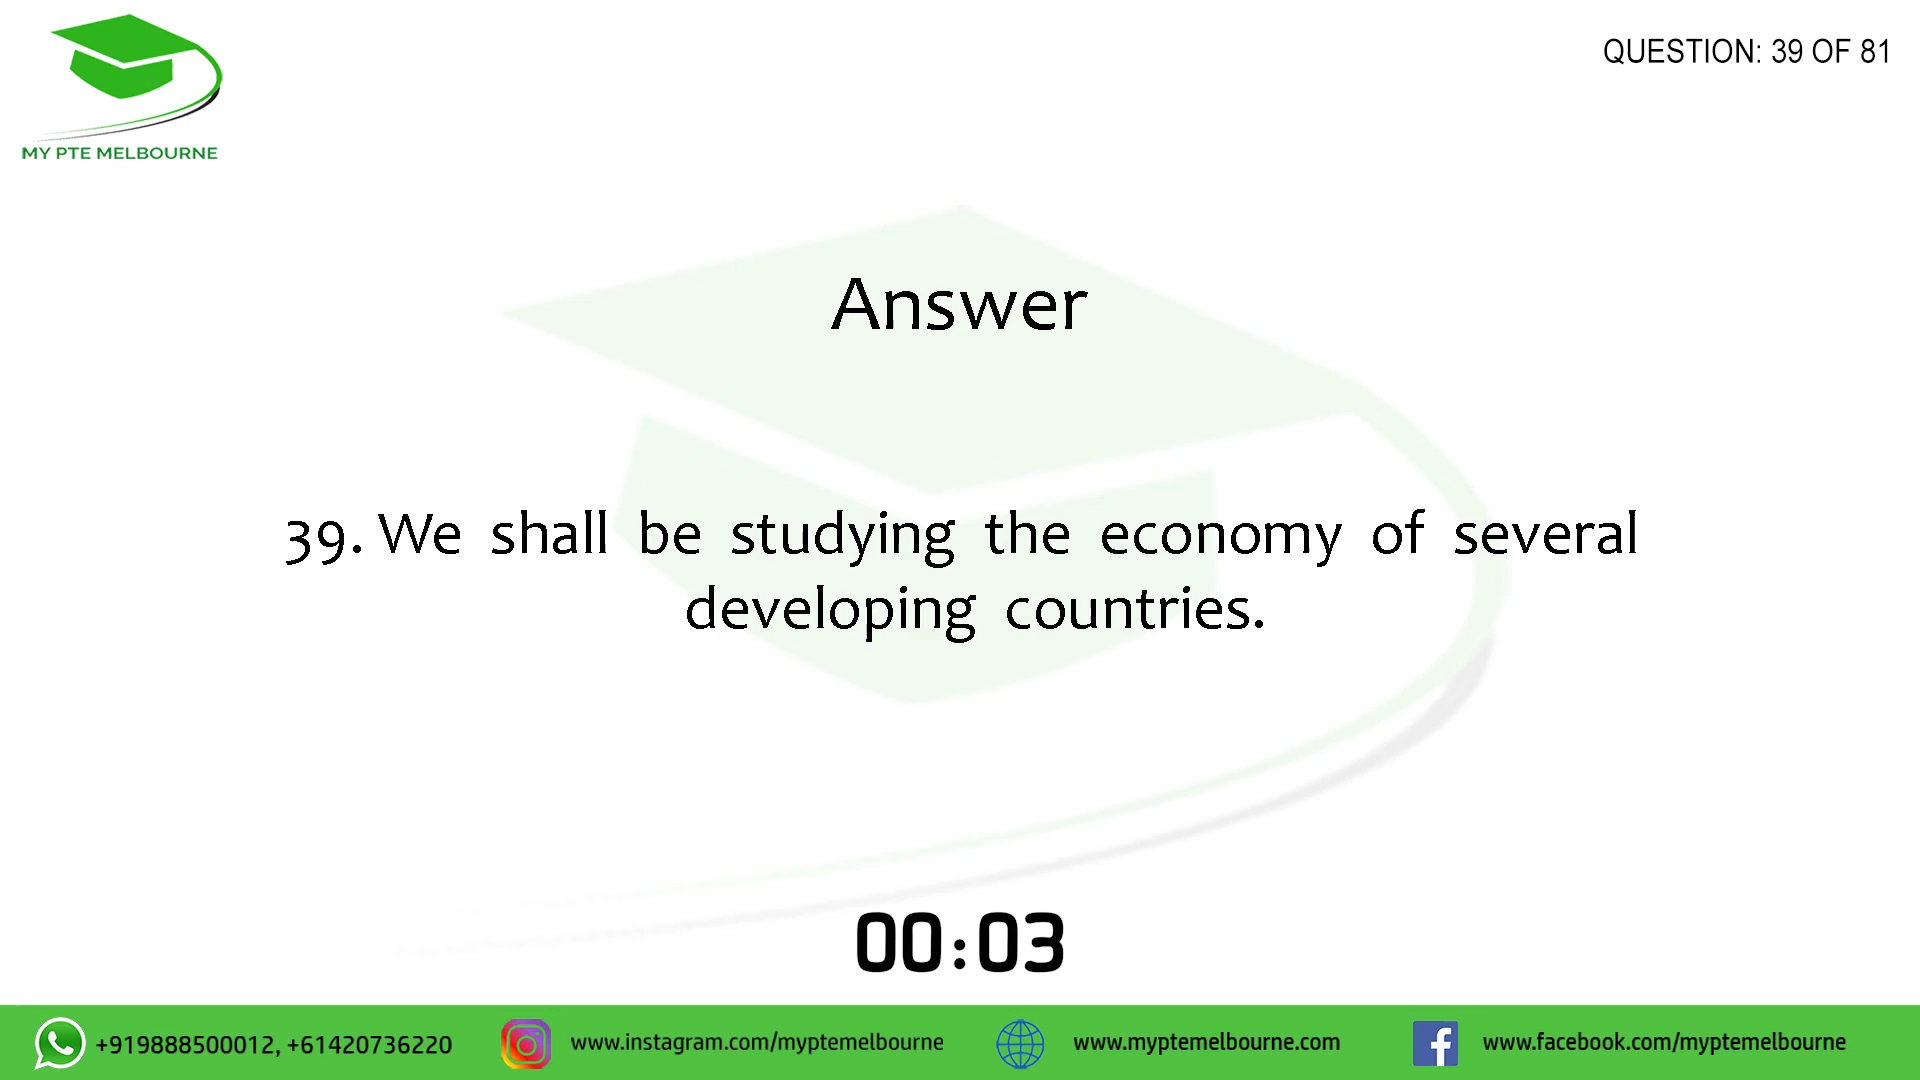 MY PTE MELBOURNE
QUESTION: 39 OF 81
Answer
39. We shall be studying the economy of several
developing countries.
00:03
+919888500012, +61420736220
www.instagram.com/myptemelbourne
www.myptemelbourne.com
www.facebook.com/myptemelbourne